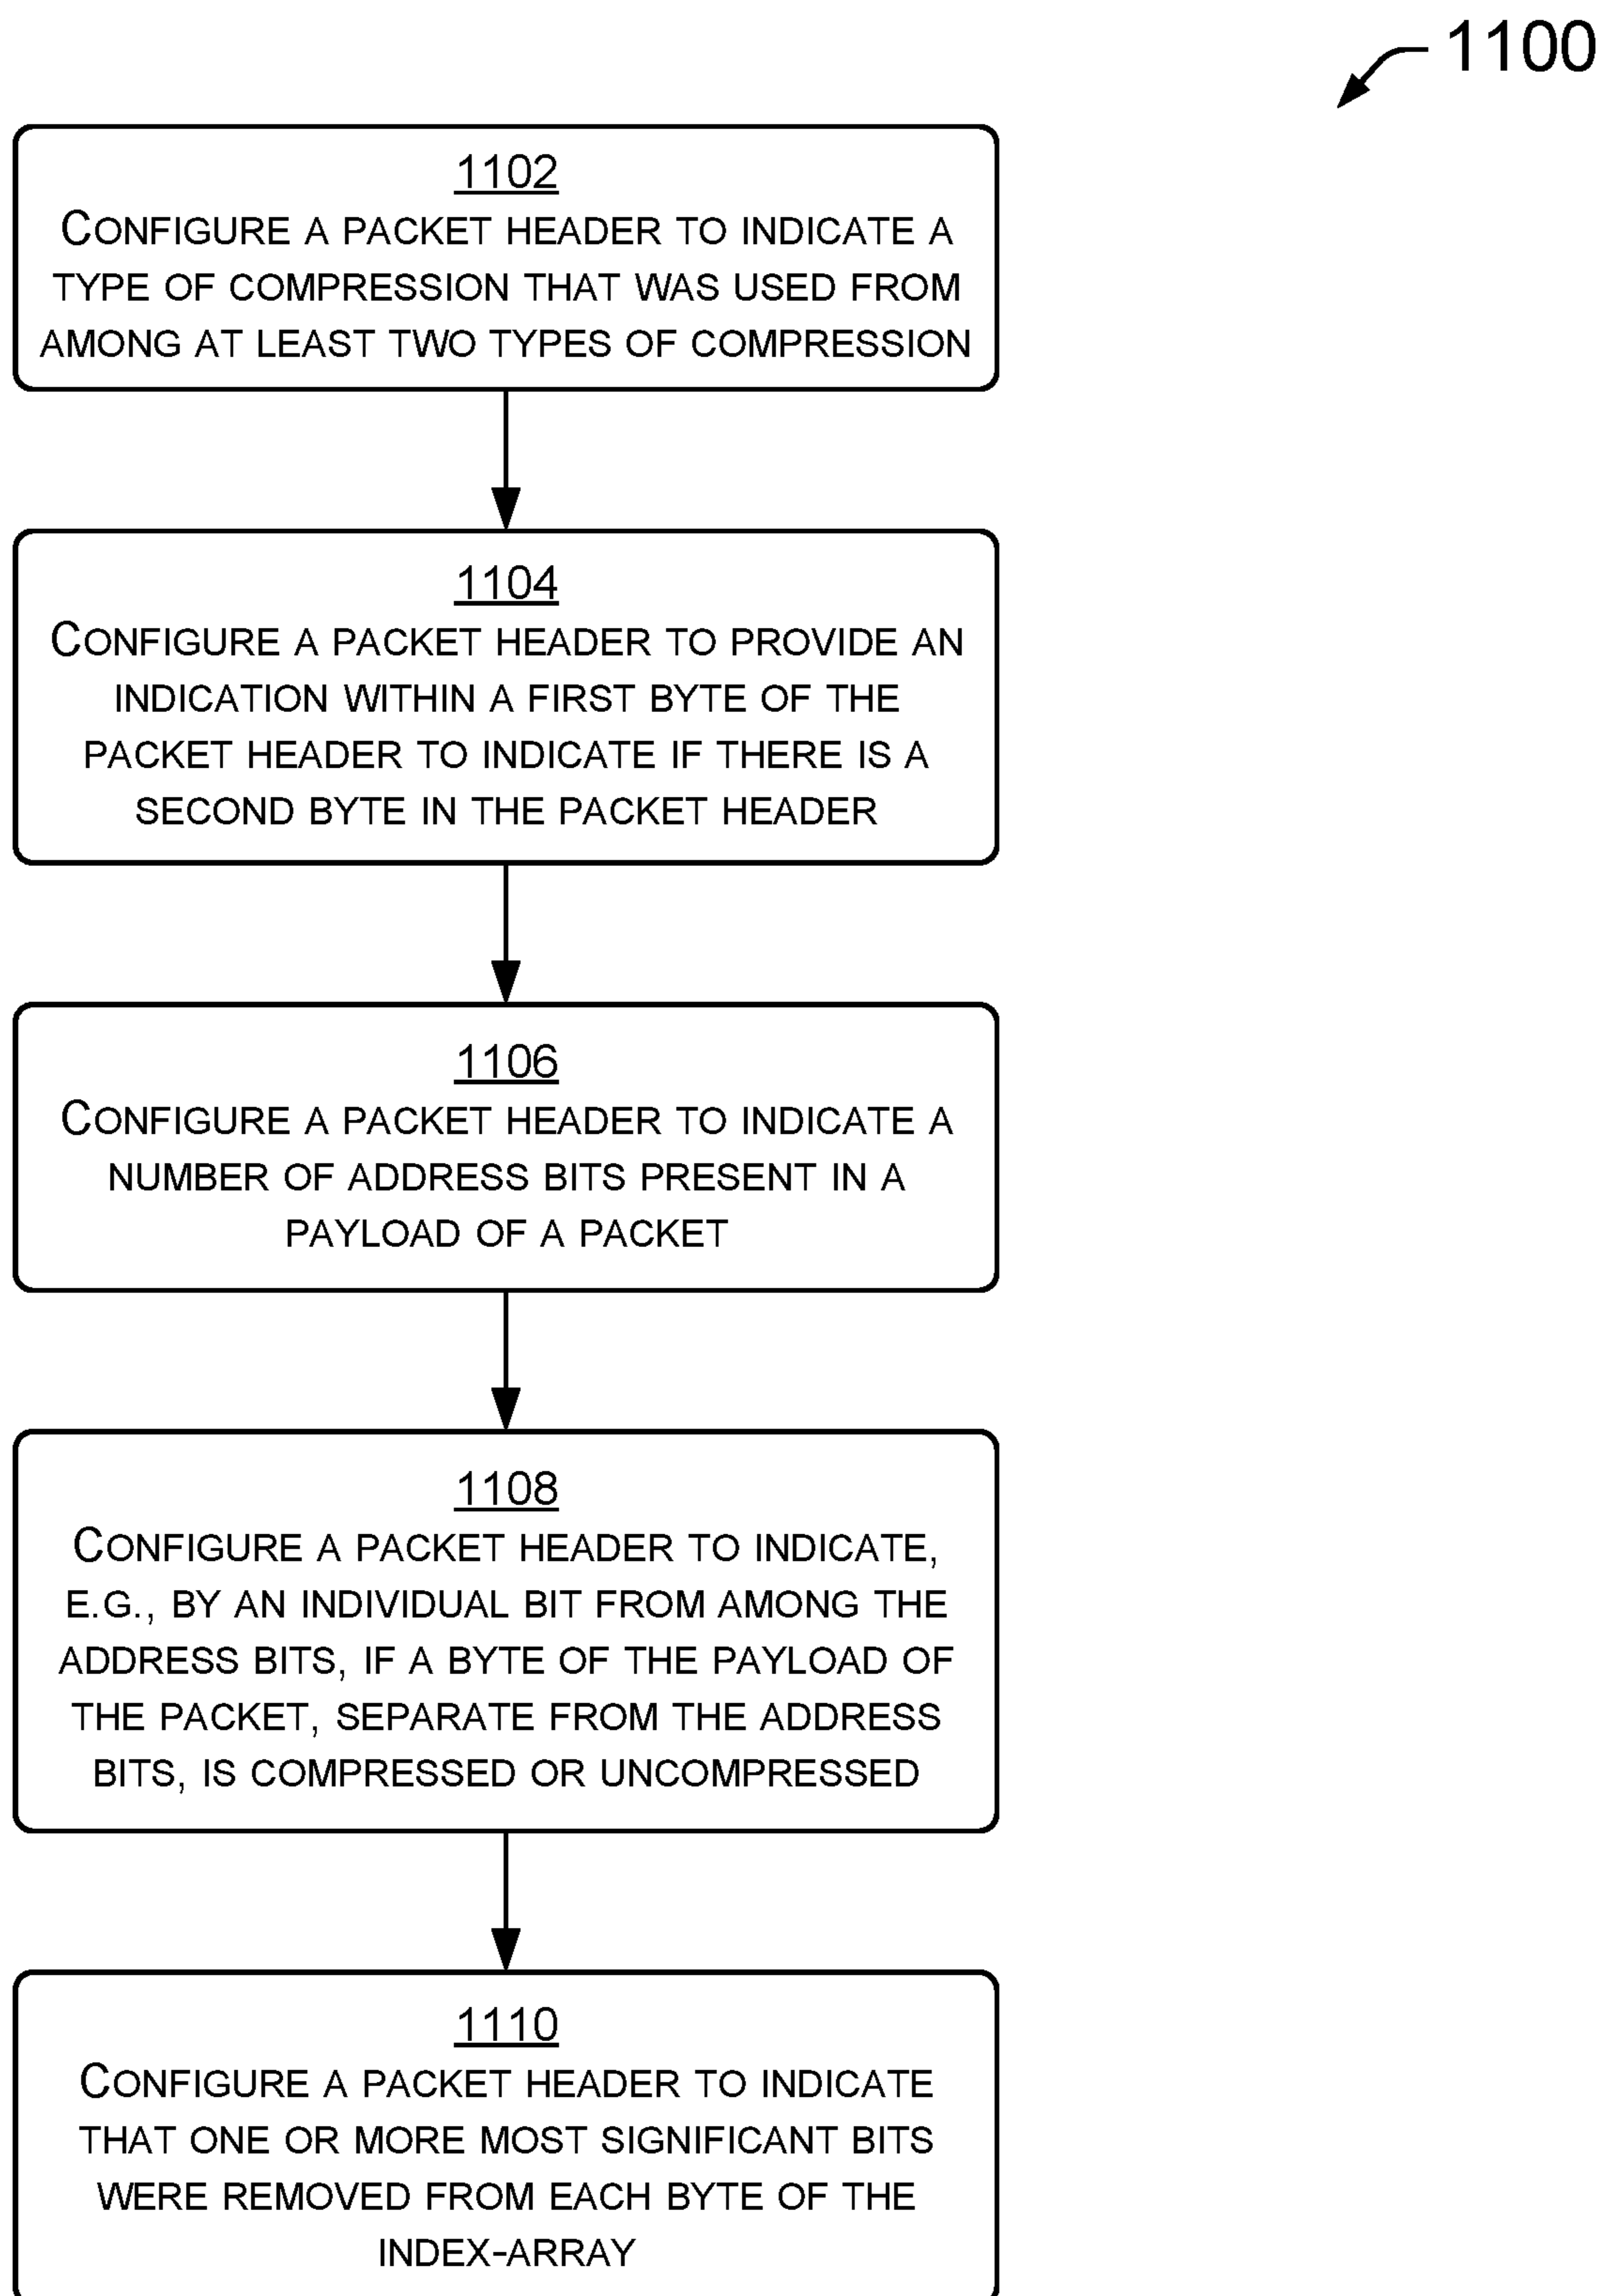 1100
1102
CONFIGURE A PACKET HEADER TO INDICATE A
TYPE OF COMPRESSION THAT WAS USED FROM
AMONG AT LEAST TWO TYPES OF COMPRESSION
1104
CONFIGURE A PACKET HEADER TO PROVIDE AN
INDICATION WITHIN A FIRST BYTE OF THE
PACKET HEADER TO INDICATE IF THERE IS A
SECOND BYTE IN THE PACKET HEADER
1106
CONFIGURE A PACKET HEADER TO INDICATE A
NUMBER OF ADDRESS BITS PRESENT IN A
PAYLOAD OF A PACKET
1108
CONFIGURE A PACKET HEADER TO INDICATE,
E.G., BY AN INDIVIDUAL BIT FROM AMONG THE
ADDRESS BITS, IF A BYTE OF THE PAYLOAD OF
THE PACKET, SEPARATE FROM THE ADDRESS
BITS, IS COMPRESSED OR UNCOMPRESSED
1110
CONFIGURE A PACKET HEADER TO INDICATE
THAT ONE OR MORE MOST SIGNIFICANT BITS
WERE REMOVED FROM EACH BYTE OF THE
INDEX-ARRAY